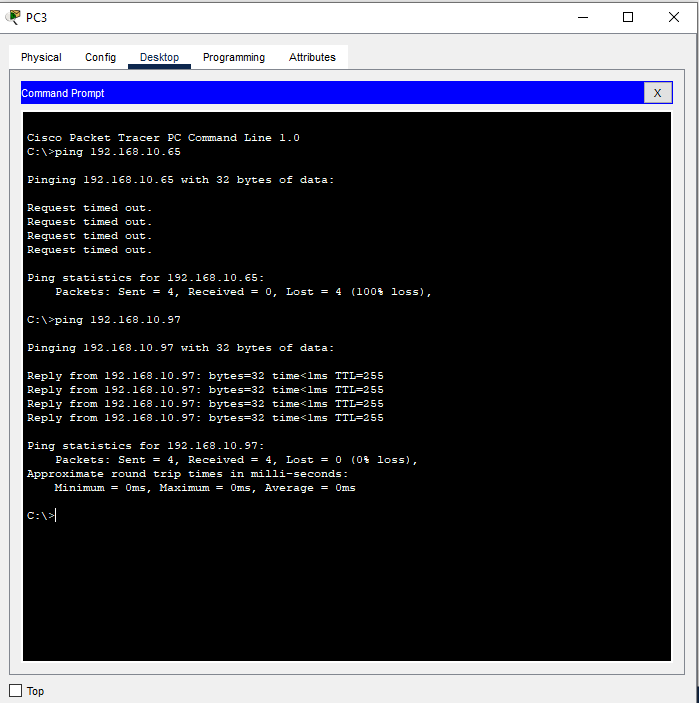 PC3
Physical Config Desktop Programming Attributes
Command Prompt X
Cisco Packet Tracer PC Command Line 1.0
C:\>ping 192.168.10.65
Pinging 192.168.10.65 with 32 bytes of data:
Request timed out.
Request timed out.
Request timed out.
Request timed out.
Ping statistics for 192.168.10.65:
Packets: Sent = 4, Received = 0, Lost = 4 (100% loss),
C:\>ping 192.168.10.97
Pinging 192.168.10.97 with 32 bytes of data:
Reply from 192.168.10.97: bytes=32 time<1ms TTL=255
Reply from 192.168.10.97: bytes=32 time<1ms TTL=255
Reply from 192.168.10.97: bytes=32 time<1ms TTL=255
Reply from 192.168.10.97: bytes=32 time<1ms TTL=255
Ping statistics for 192.168.10.97:
Packets: Sent = 4, Received = 4, Lost = 0 (0% loss),
Approximate round trip times in milli-seconds:
Minimum = 0ms, Maximum = 0ms, Average = 0ms
C:\>
Top